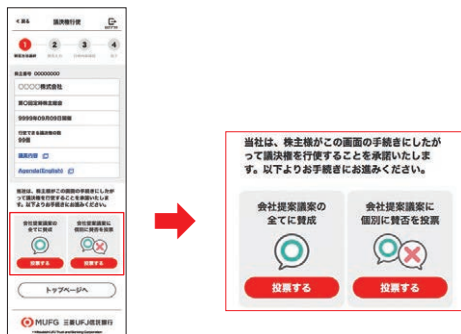 < 戻る
議決権行使
1
2
3
4
株主番号 00000000
○○○○株式会社
第○回定時株主総会
9999年09月09日開催
行使できる議決権の数
99個
議案内容
Agenda(English)
当社は、株主様がこの画面の手続きにしたが
って議決権を行使することを承諾いたしま
す。以下よりお手続きにお進みください。
会社提案議案の
全てに賛成
会社提案議案に
個別に賛否を投票
投票する
投票する
トップページへ
MUFG 三菱UFJ信託銀行
当社は、株主様がこの画面の手続きにしたが
って議決権を行使することを承諾いたしま
す。以下よりお手続きにお進みください。
会社提案議案の
全てに賛成
会社提案議案に
個別に賛否を投票
投票する
投票する